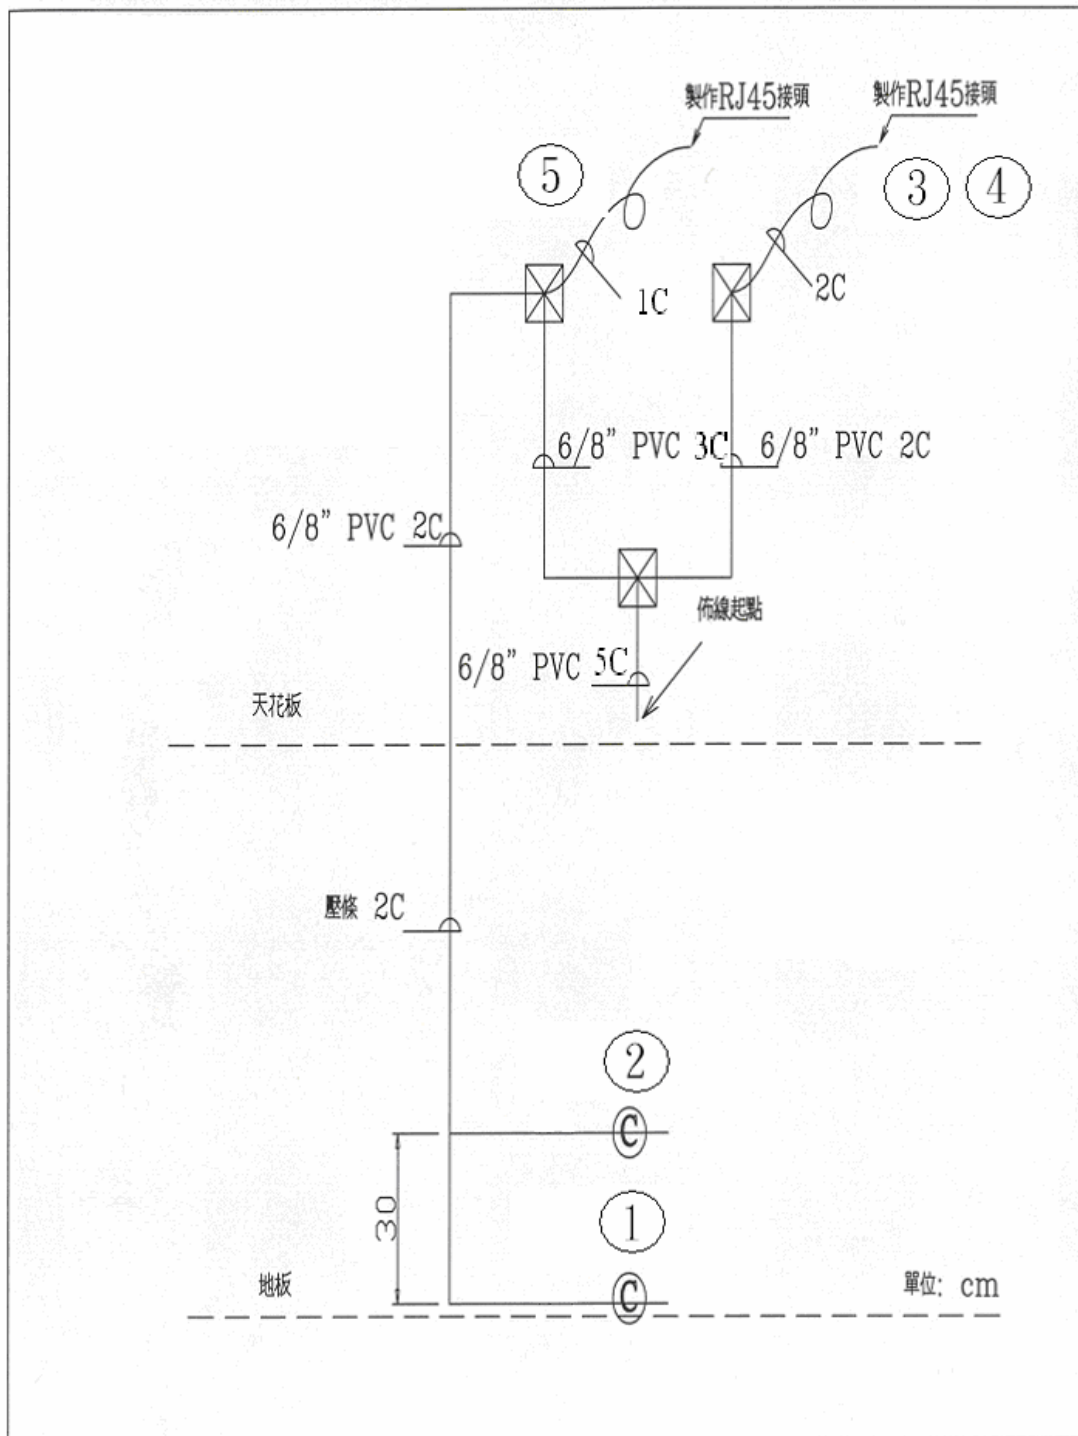 製作RJ45接頭
製作RJ45接頭
5
3
4
1C
2C
6/8” PVC 3C
6/8” PVC 2C
6/8” PVC 2C
佈線起點
6/8” PVC 5C
天花板
壓條 2C
2
C
30
1
地板
C
單位: cm